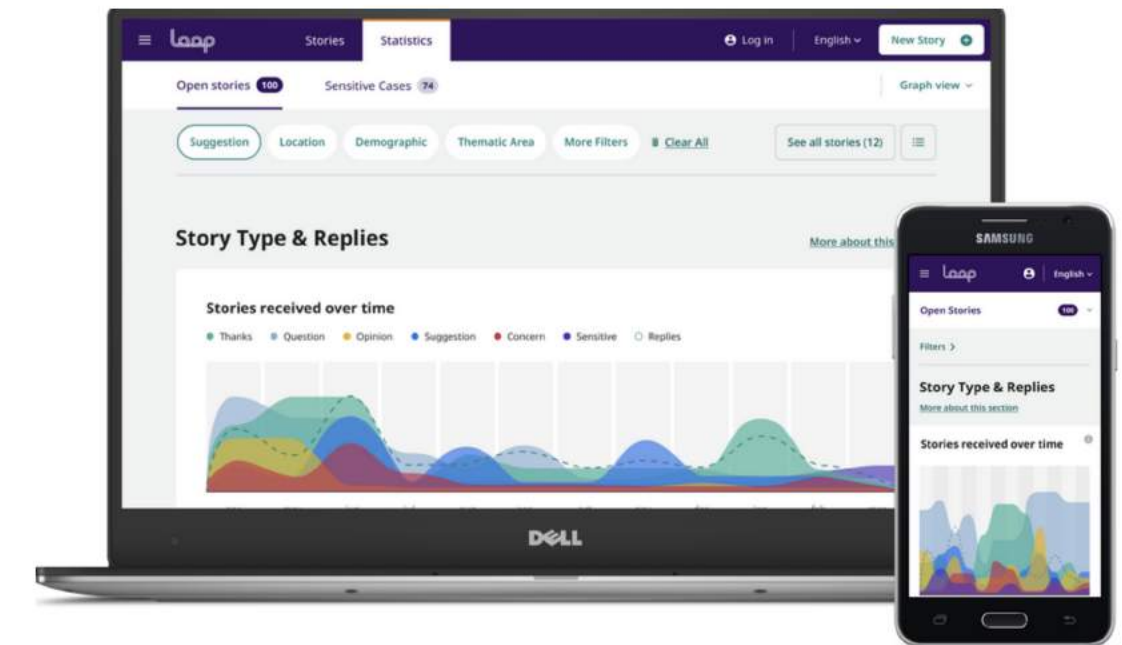 Loop
Stories
Statistics
Log in
English
New Story
Open stories 100
Sensitive Cases 74
Graph view
Suggestion
Location
Demographic
Thematic Area
More Filters
Clear All
See all stories (12)
Story Type & Replies
More about this
Stories received over time
Thanks
Question
Opinion
Suggestion
Concern
Sensitive
Replies
DELL
SAMSUNG
Loop
English
Open Stories
100
Filters >
Story Type & Replies
More about this section
Stories received over time